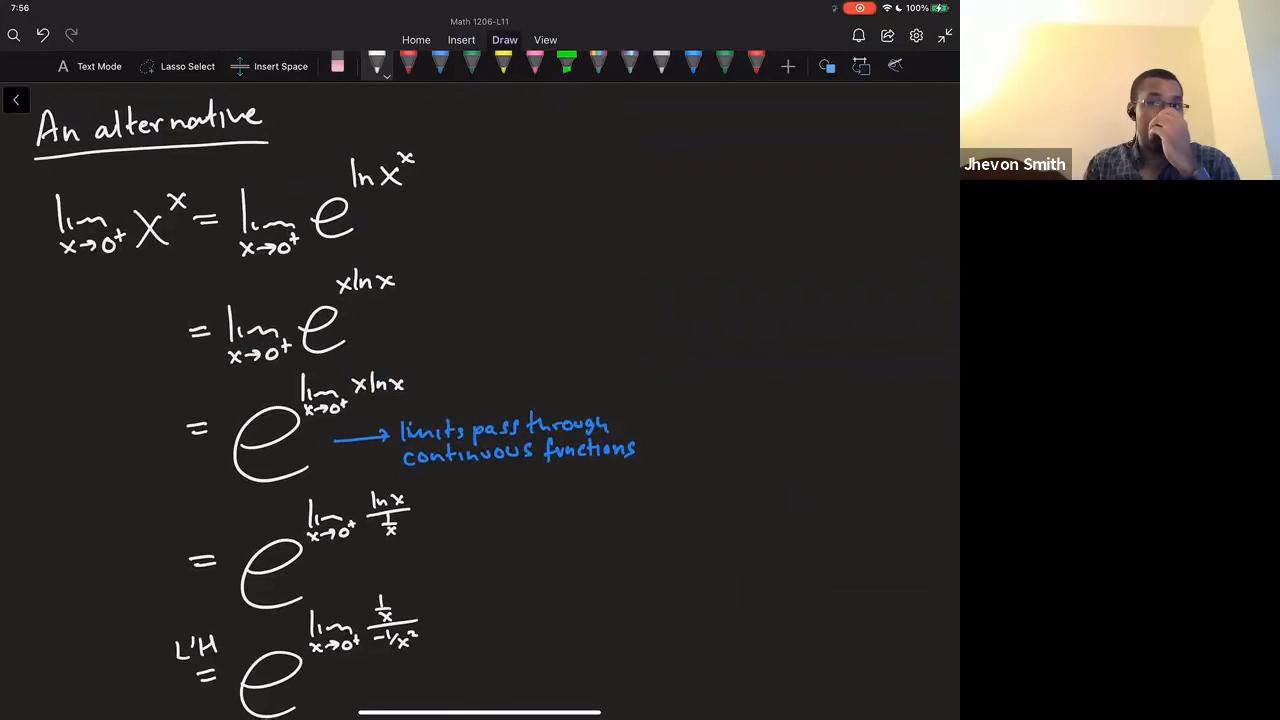 7:56
100%
Math 1206-L11
Home Insert Draw View
Text Mode Lasso Select Insert Space
An alternative
lim x→0⁺ xˣ = lim x→0⁺ e^(ln xˣ)
= lim x→0⁺ e^(x ln x)
= e^(lim x→0⁺ x ln x) → limits pass through
continuous functions
= e^(lim x→0⁺ (ln x)/(1/x))
L'H
= e^(lim x→0⁺ (1/x)/(-1/x²))
Jhevon Smith